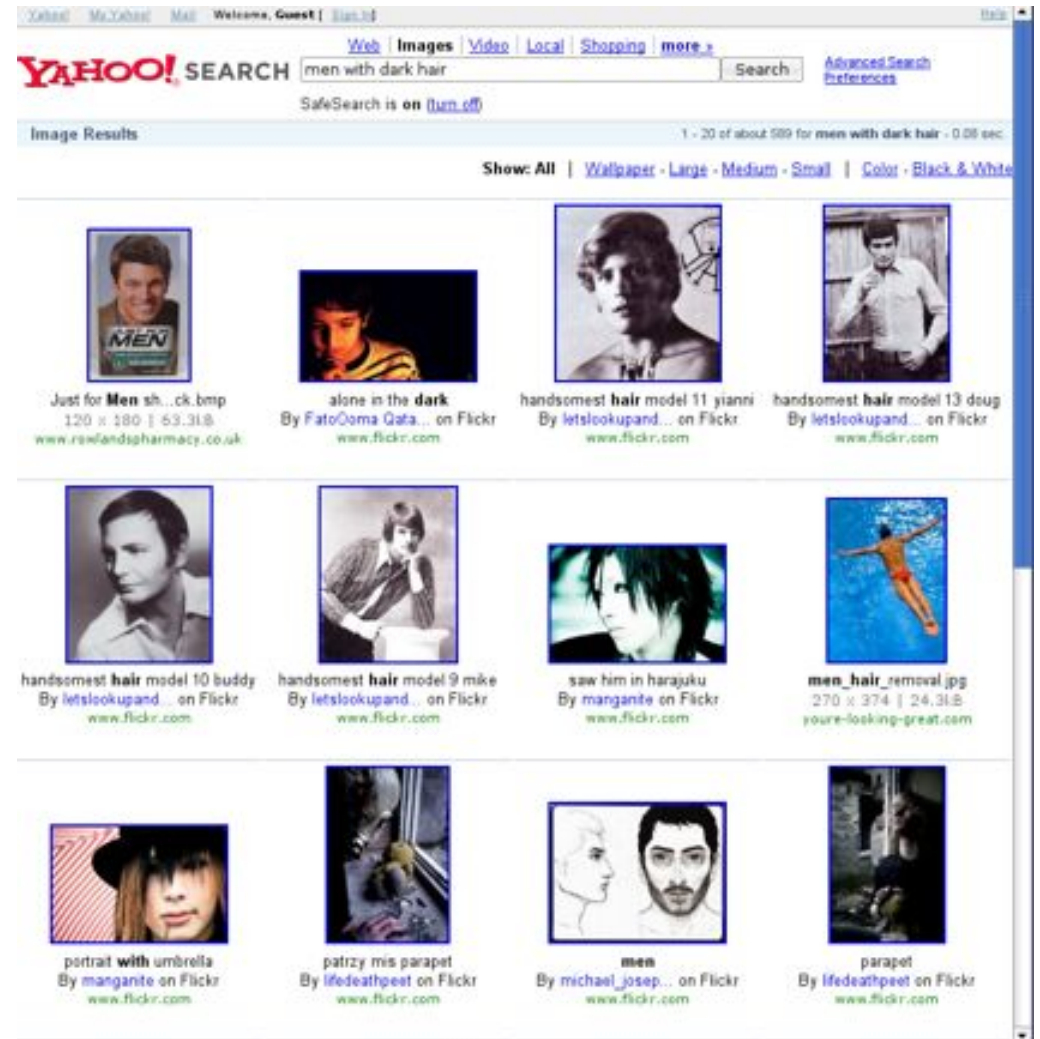 Yahoo! My Yahoo! Mail Welcome, Guest [ Sign In ] Help
Web | Images | Video | Local | Shopping | more »
YAHOO! SEARCH men with dark hair Search Advanced Search
Preferences
SafeSearch is on (turn off)
Image Results 1 - 20 of about 589 for men with dark hair - 0.08 sec.
Show: All | Wallpaper - Large - Medium - Small | Color - Black & White
MEN
Just for Men sh...ck.bmp
120 x 180 | 63.3kB
www.rowlandspharmacy.co.uk
alone in the dark
By FatoOoma Qata... on Flickr
www.flickr.com
handsomest hair model 11 yianni
By letslookupand... on Flickr
www.flickr.com
handsomest hair model 13 doug
By letslookupand... on Flickr
www.flickr.com
handsomest hair model 10 buddy
By letslookupand... on Flickr
www.flickr.com
handsomest hair model 9 mike
By letslookupand... on Flickr
www.flickr.com
saw him in harajuku
By manganite on Flickr
www.flickr.com
men_hair_removal.jpg
270 x 374 | 24.3kB
youre-looking-great.com
portrait with umbrella
By manganite on Flickr
www.flickr.com
patrzy mis parapet
By lifedeathpeet on Flickr
www.flickr.com
men
By michael_josep... on Flickr
www.flickr.com
parapet
By lifedeathpeet on Flickr
www.flickr.com